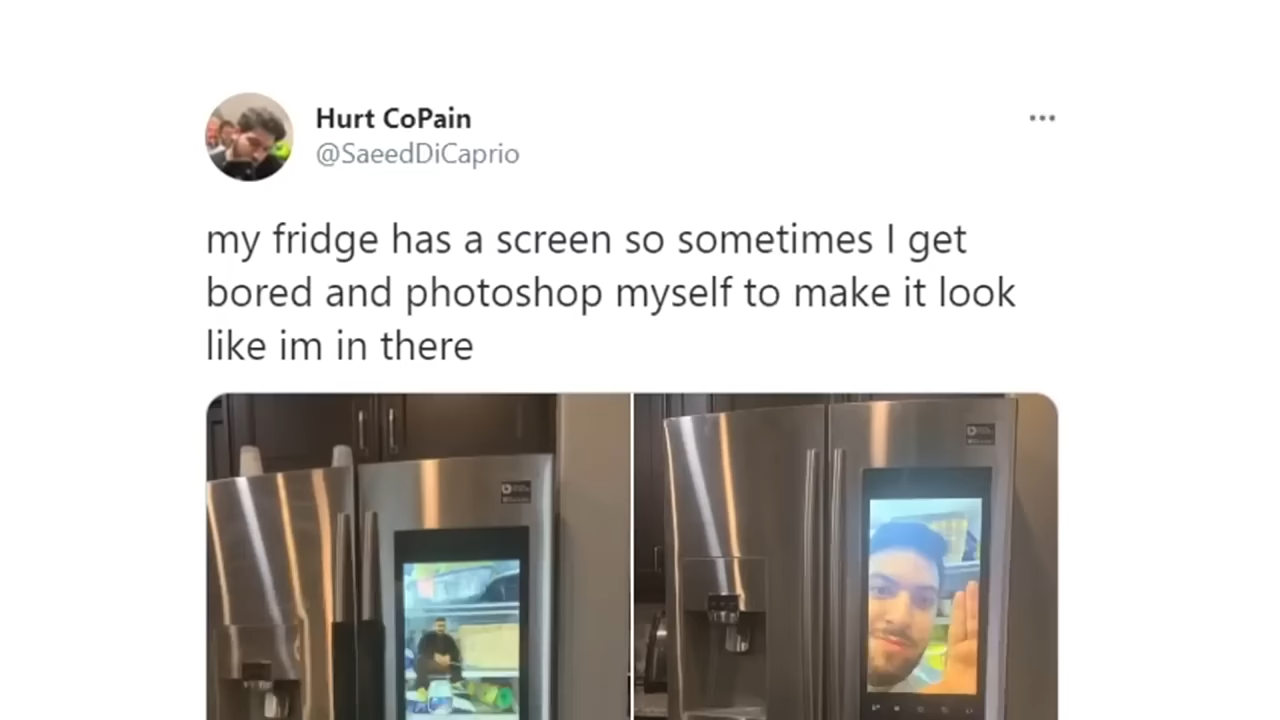 Hurt CoPain
@SaeedDiCaprio
my fridge has a screen so sometimes I get
bored and photoshop myself to make it look
like im in there